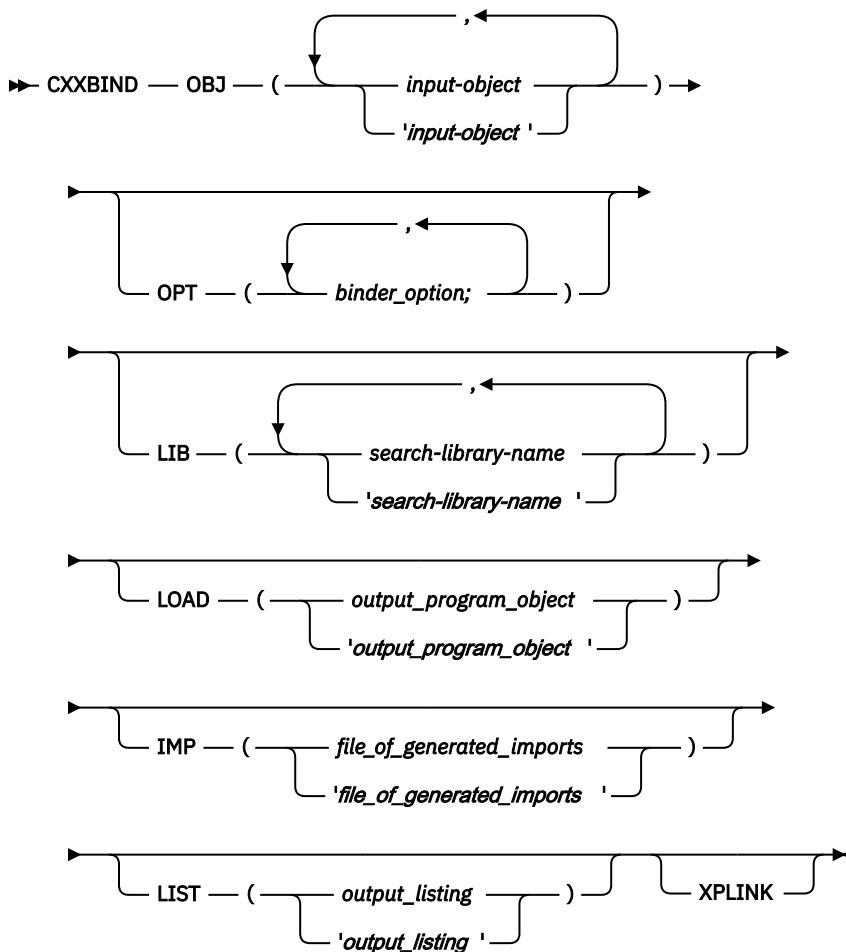 ,
CXXBIND OBJ ( input-object )
'input-object '
,
OPT ( binder_option; )
,
LIB ( search-library-name )
'search-library-name '
LOAD ( output_program_object )
'output_program_object '
IMP ( file_of_generated_imports )
'file_of_generated_imports '
LIST ( output_listing ) XPLINK
'output_listing '